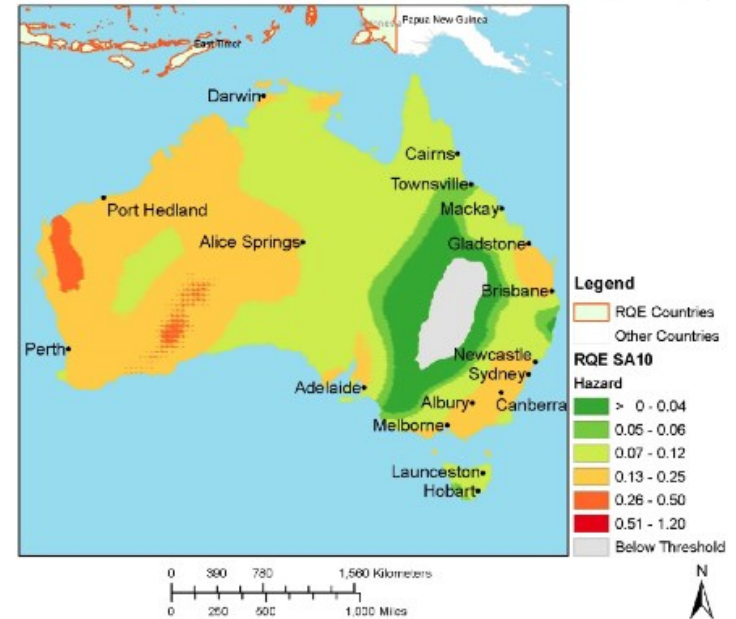 Papua New Guinea
East Timor
Darwin
Cairns
Townsville
Mackay
Port Hedland
Alice Springs
Gladstone
Brisbane
Perth
Newcastle
Sydney
Adelaide
Albury
Canberra
Melborne
Launceston
Hobart
Legend
RQE Countries
Other Countries
RQE SA10
Hazard
> 0 - 0.04
0.05 - 0.06
0.07 - 0.12
0.13 - 0.25
0.26 - 0.50
0.51 - 1.20
Below Threshold
0 390 780 1,560 Kilometers
0 250 500 1,000 Miles
N